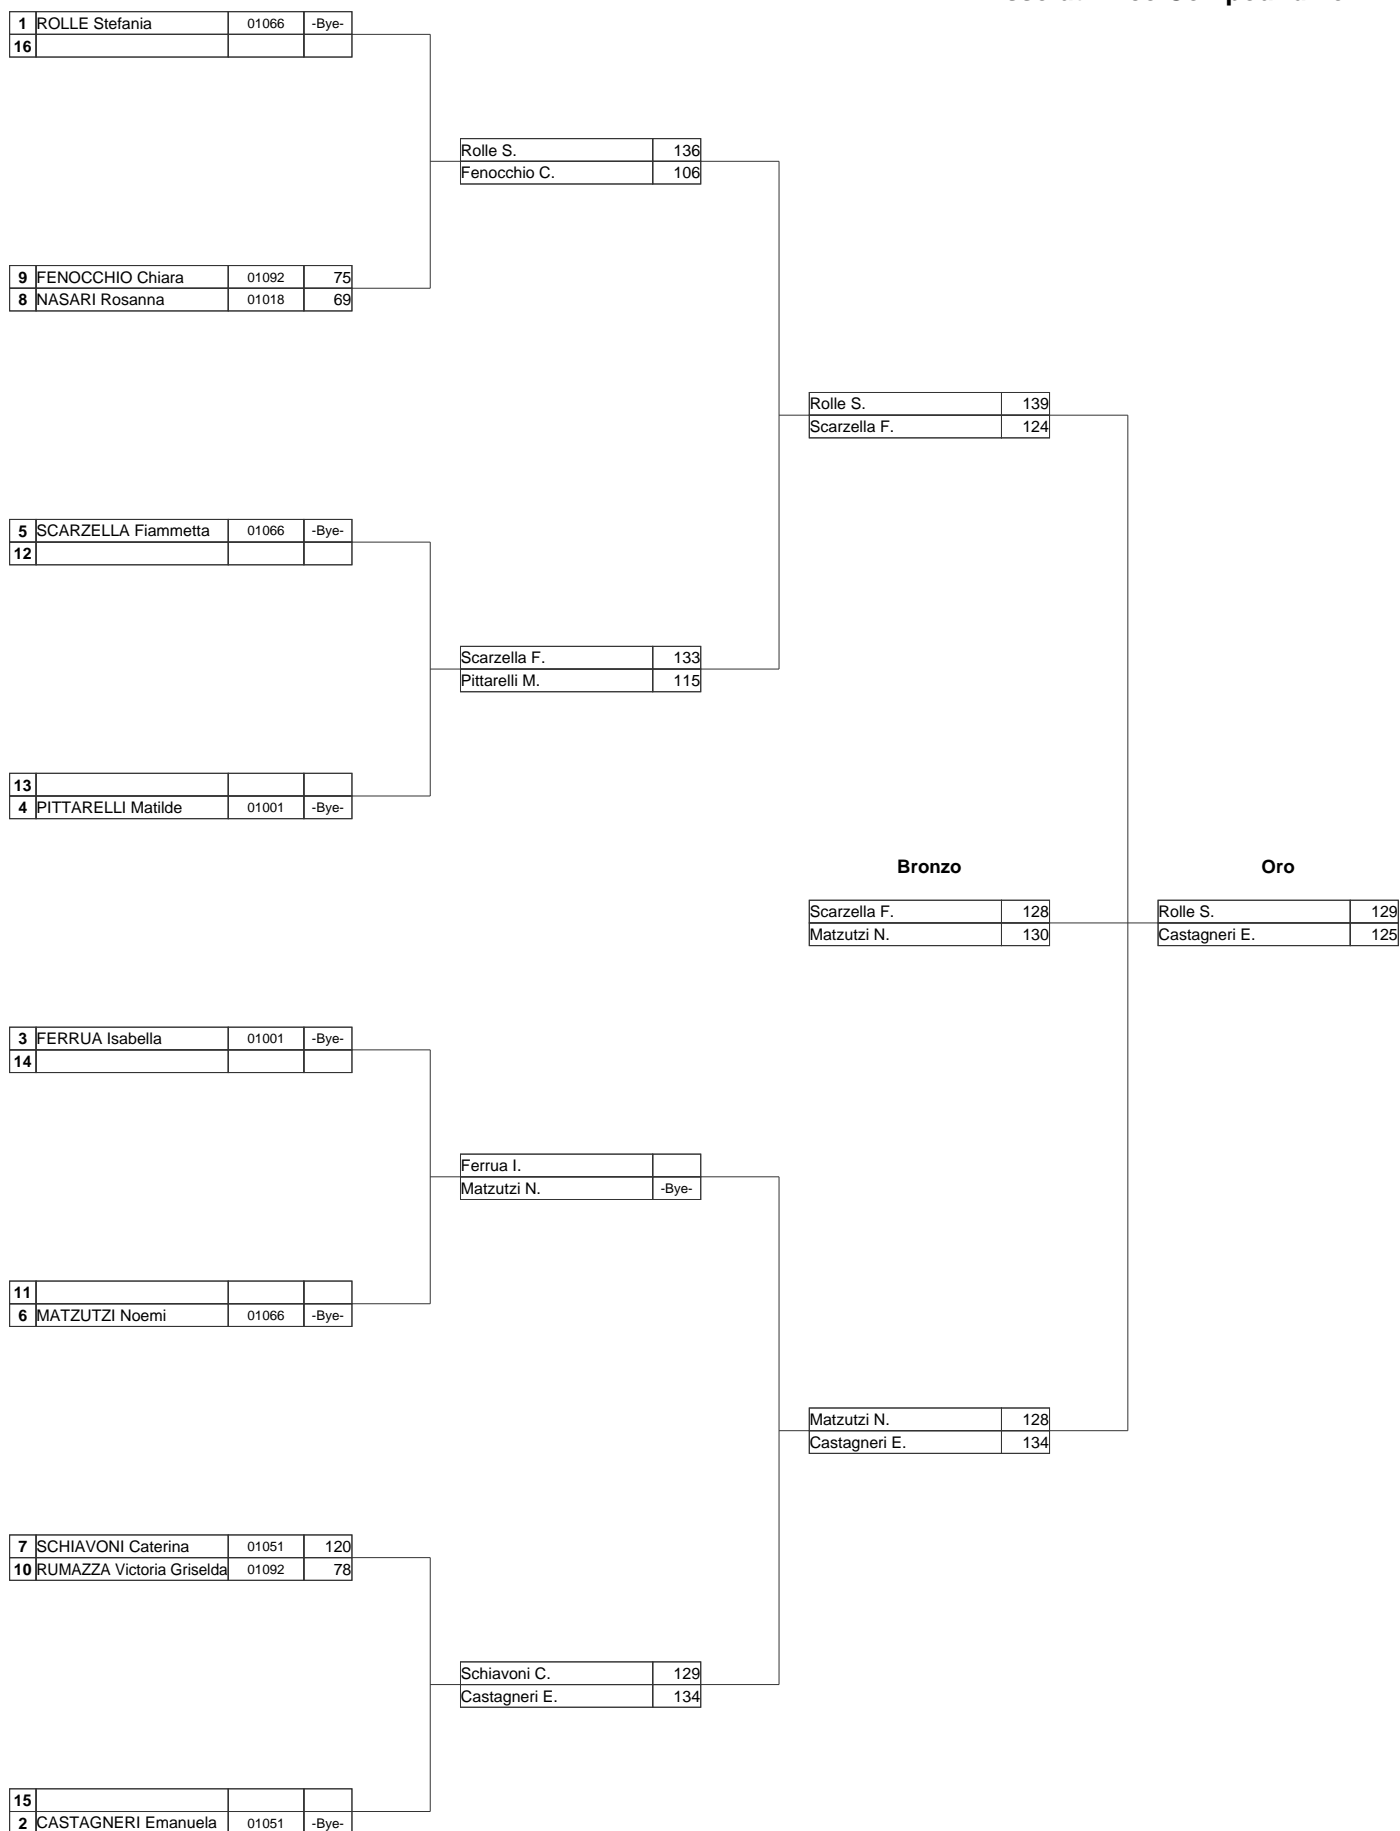 1 ROLLE Stefania 01066 -Bye-
16
Rolle S. 136
Fenocchio C. 106
9 FENOCCHIO Chiara 01092 75
8 NASARI Rosanna 01018 69
Rolle S. 139
Scarzella F. 124
5 SCARZELLA Fiammetta 01066 -Bye-
12
Scarzella F. 133
Pittarelli M. 115
13
4 PITTARELLI Matilde 01001 -Bye-
Bronzo Oro
Scarzella F. 128 Rolle S. 129
Matzutzi N. 130 Castagneri E. 125
3 FERRUA Isabella 01001 -Bye-
14
Ferrua I.
Matzutzi N. -Bye-
11
6 MATZUTZI Noemi 01066 -Bye-
Matzutzi N. 128
Castagneri E. 134
7 SCHIAVONI Caterina 01051 120
10 RUMAZZA Victoria Griselda 01092 78
Schiavoni C. 129
Castagneri E. 134
15
2 CASTAGNERI Emanuela 01051 -Bye-